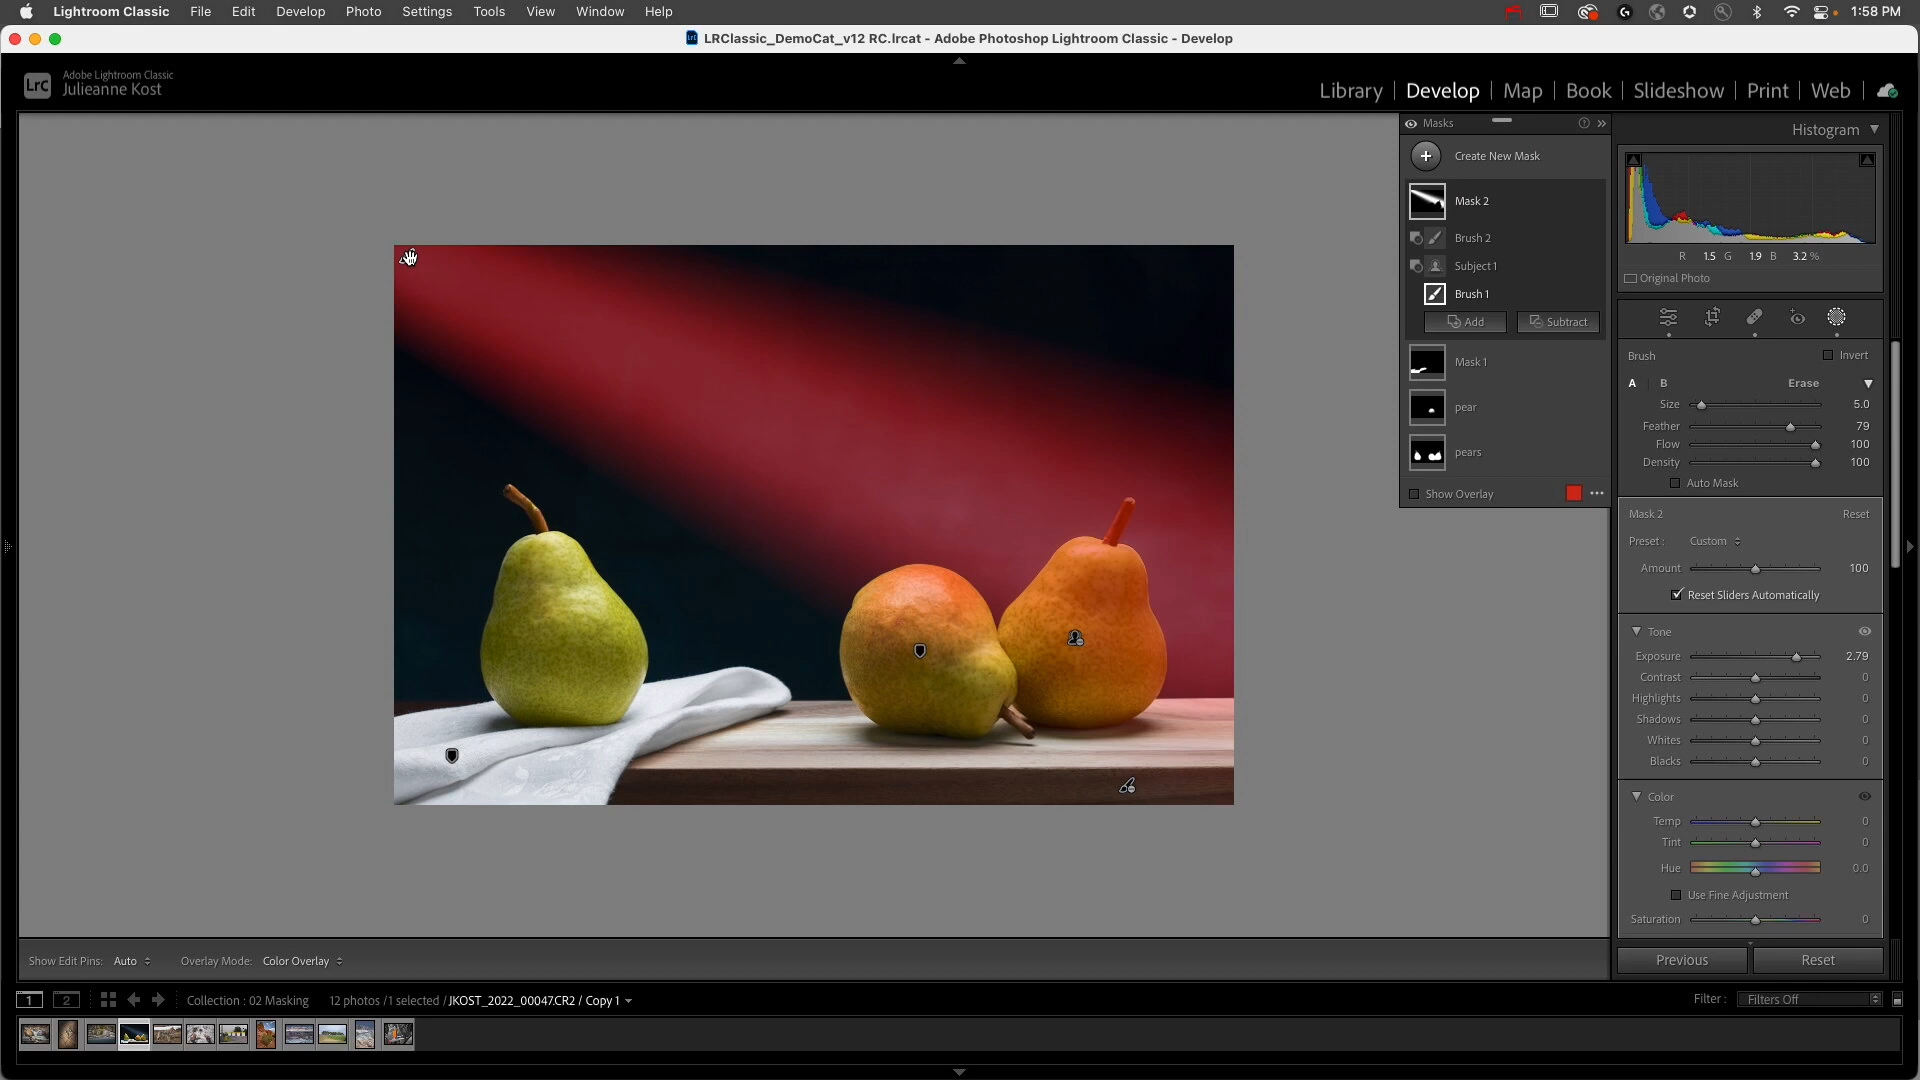 Lightroom Classic File Edit Develop Photo Settings Tools View Window Help 1:58 PM
LRClassic_DemoCat_v12 RC.lrcat - Adobe Photoshop Lightroom Classic - Develop
LrC Adobe Lightroom Classic
Julieanne Kost
Library | Develop | Map | Book | Slideshow | Print | Web
Masks
Create New Mask
Mask 2
Brush 2
Subject 1
Brush 1
Add Subtract
Mask 1
pear
pears
Show Overlay
Histogram
R 1.5 G 1.9 B 3.2 %
Original Photo
Brush Invert
A B Erase
Size 5.0
Feather 79
Flow 100
Density 100
Auto Mask
Mask 2 Reset
Preset : Custom
Amount 100
Reset Sliders Automatically
Tone
Exposure 2.79
Contrast 0
Highlights 0
Shadows 0
Whites 0
Blacks 0
Color
Temp 0
Tint 0
Hue 0.0
Use Fine Adjustment
Saturation 0
Previous Reset
Show Edit Pins: Auto Overlay Mode: Color Overlay
1 2 Collection : 02 Masking 12 photos / 1 selected / JKOST_2022_00047.CR2 / Copy 1
Filter : Filters Off